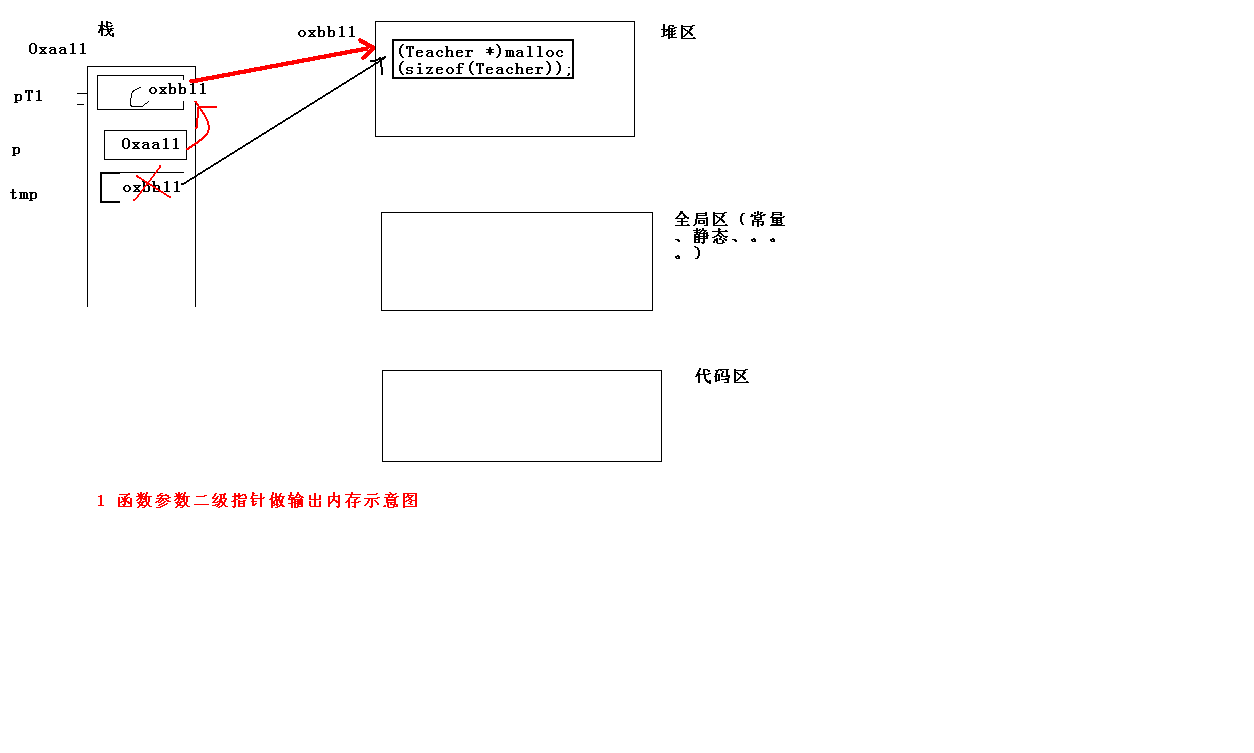 栈
0xaa11
pT1
oxbb11
p
0xaa11
tmp
oxbb11
oxbb11
(Teacher *)malloc
(sizeof(Teacher));
堆区
全局区（常量
、静态、。。
。）
代码区
1 函数参数二级指针做输出内存示意图